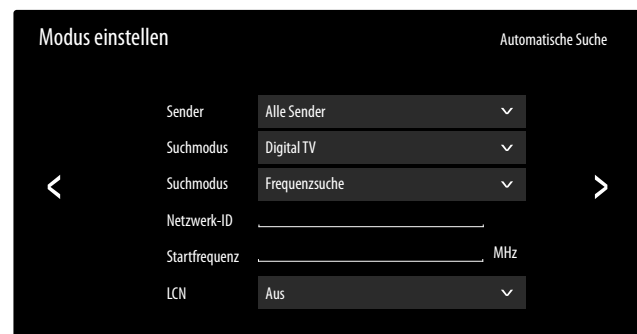 Modus einstellen
Automatische Suche
Sender Alle Sender
Suchmodus Digital TV
Suchmodus Frequenzsuche
Netzwerk-ID
Startfrequenz MHz
LCN Aus